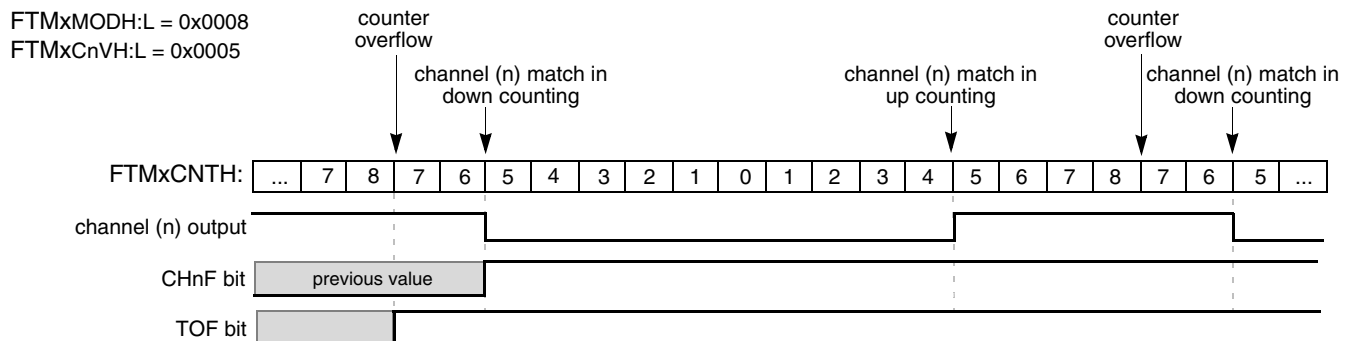 FTMxMODH:L = 0x0008
FTMxCnVH:L = 0x0005
counter
overflow
channel (n) match in
down counting
channel (n) match in
up counting
counter
overflow
channel (n) match in
down counting
FTMxCNTH: ... 7 8 7 6 5 4 3 2 1 0 1 2 3 4 5 6 7 8 7 6 5 ...
channel (n) output
CHnF bit previous value
TOF bit